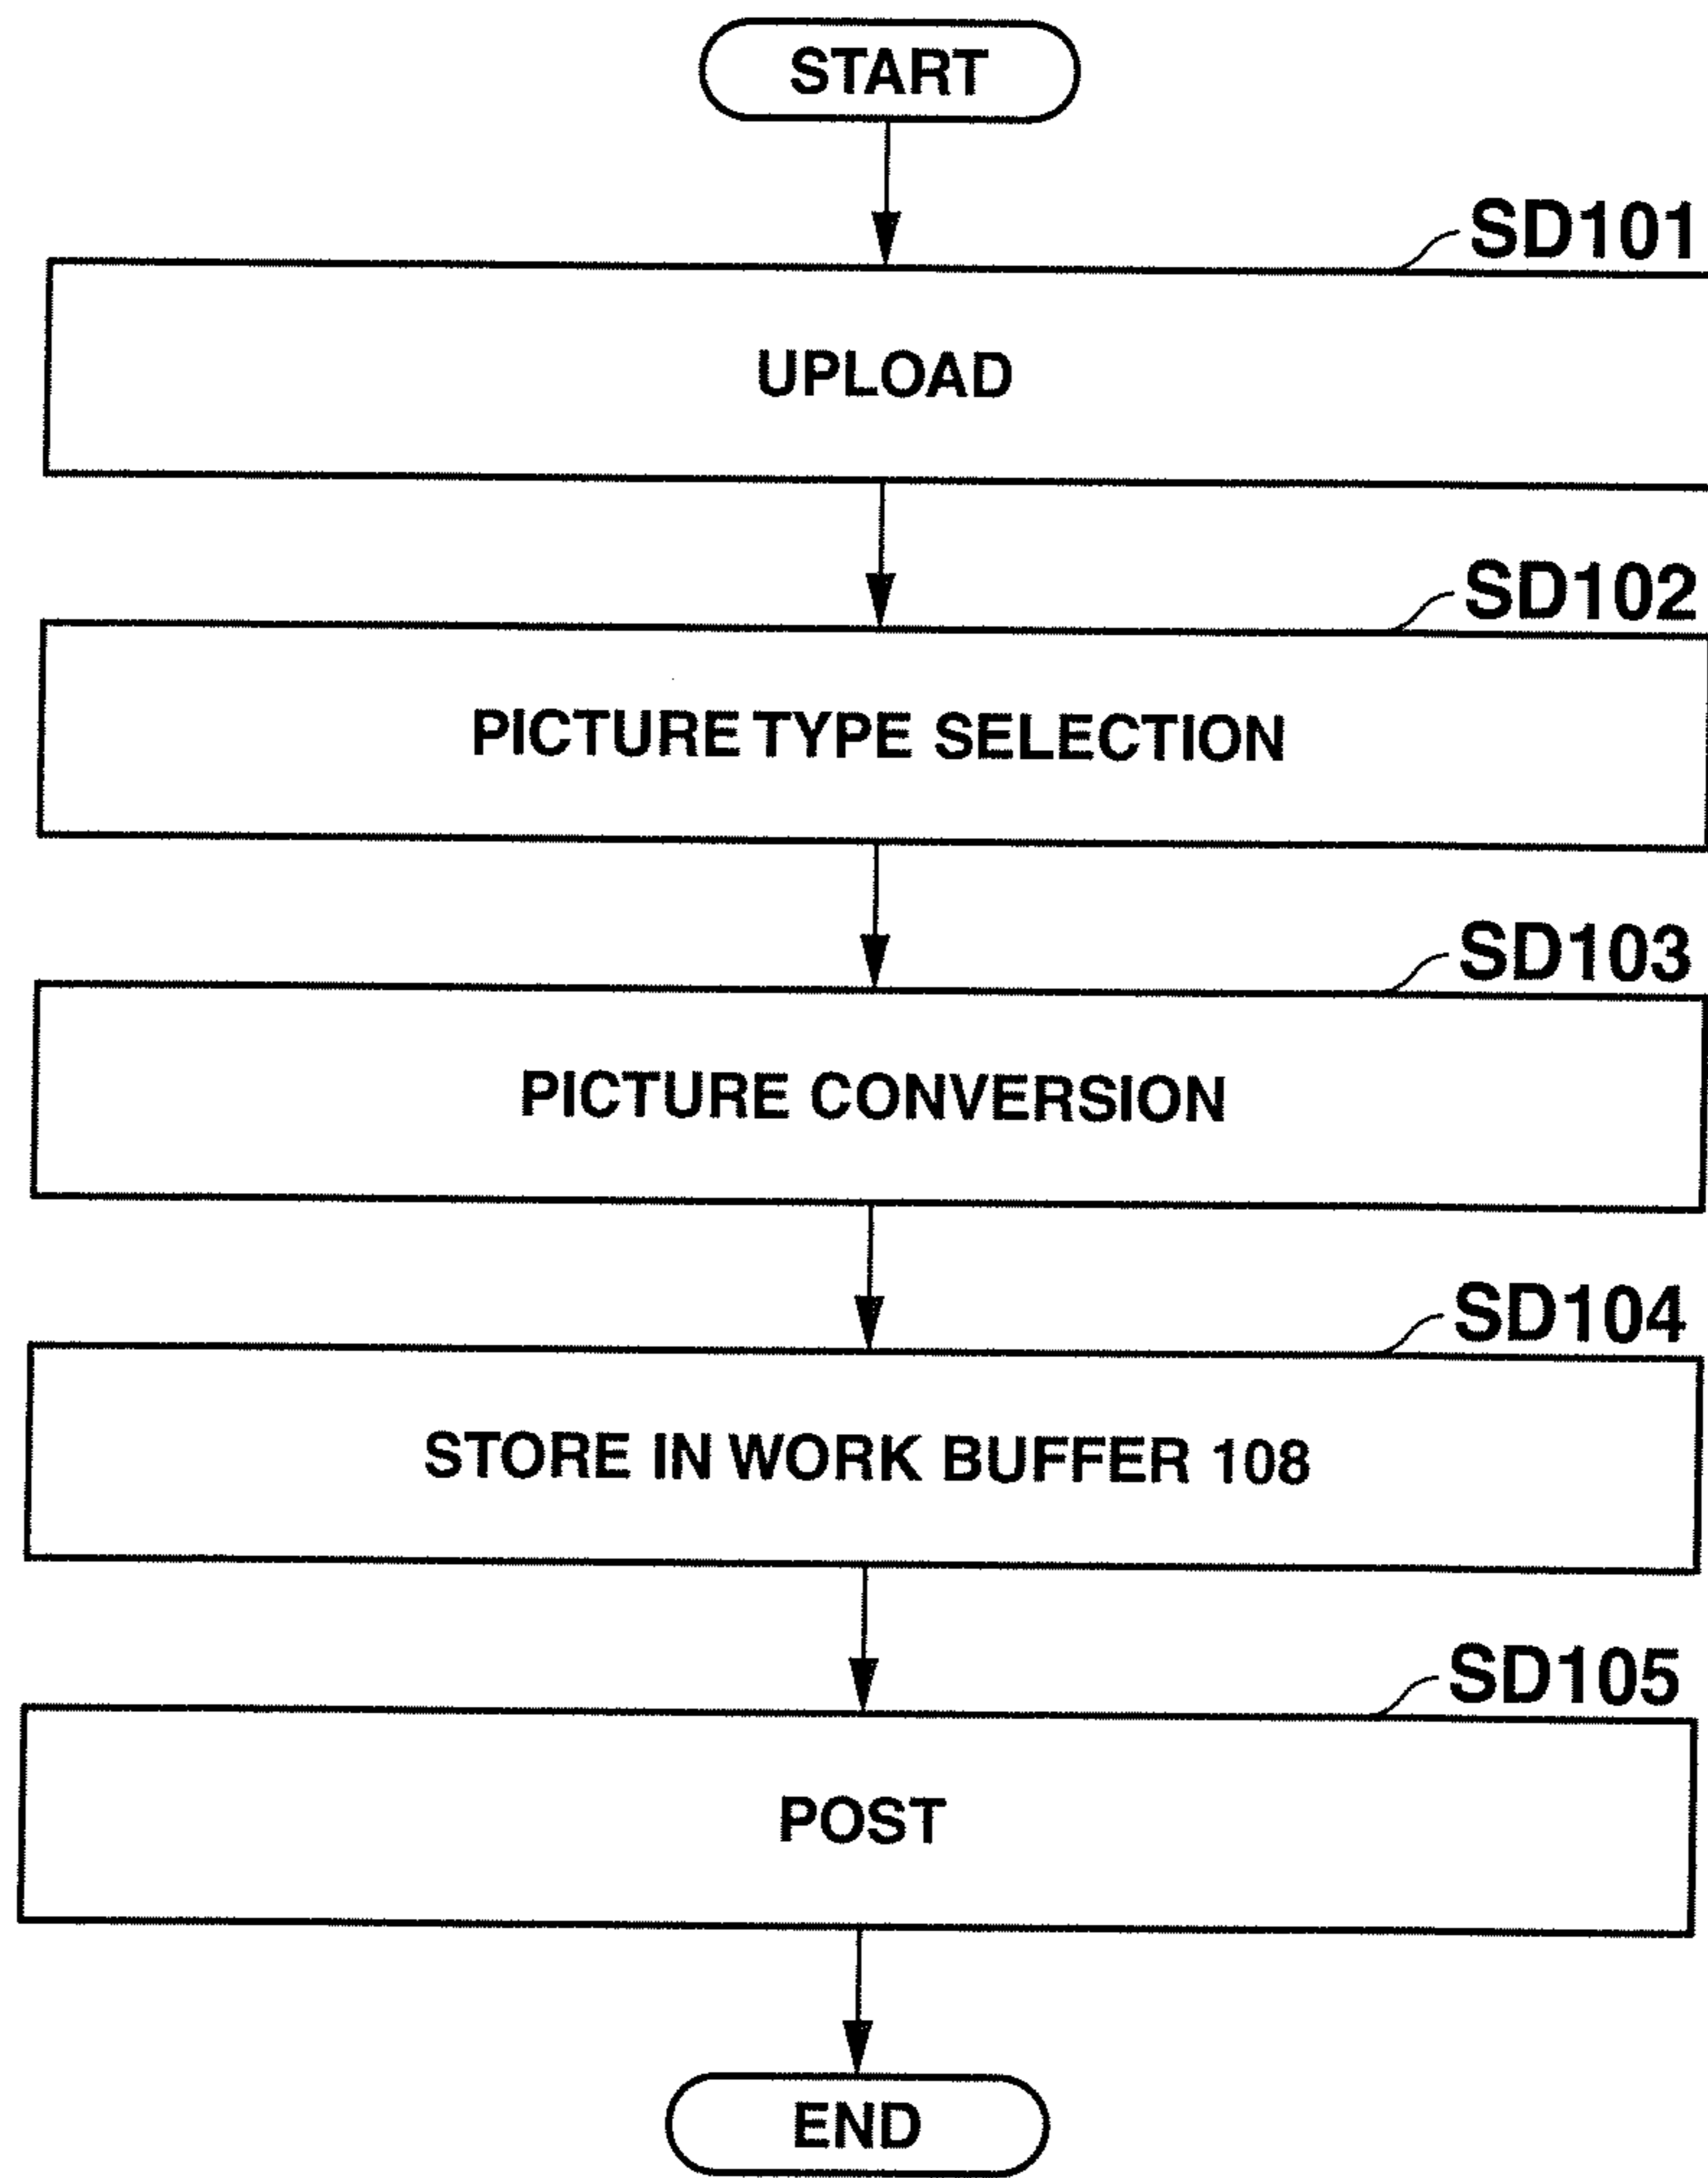 START
SD101
UPLOAD
SD102
PICTURE TYPE SELECTION
SD103
PICTURE CONVERSION
SD104
STORE IN WORK BUFFER 108
SD105
POST
END